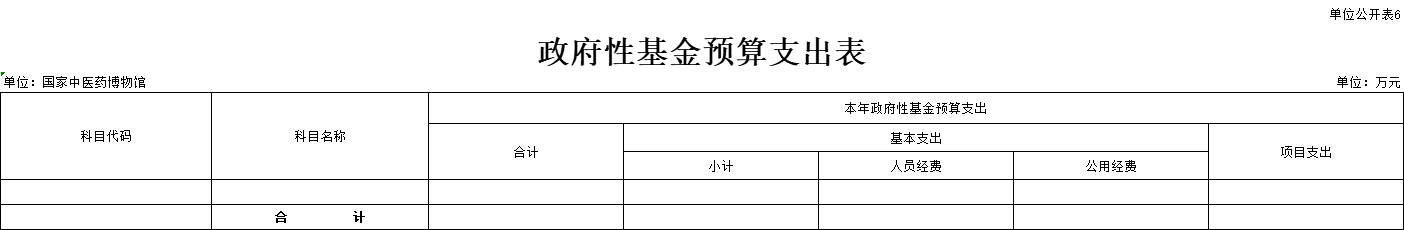 单位公开表6
政府性基金预算支出表
单位：国家中医药博物馆 单位：万元
科目代码 科目名称 本年政府性基金预算支出
合计 基本支出 项目支出
小计 人员经费 公用经费
合 计